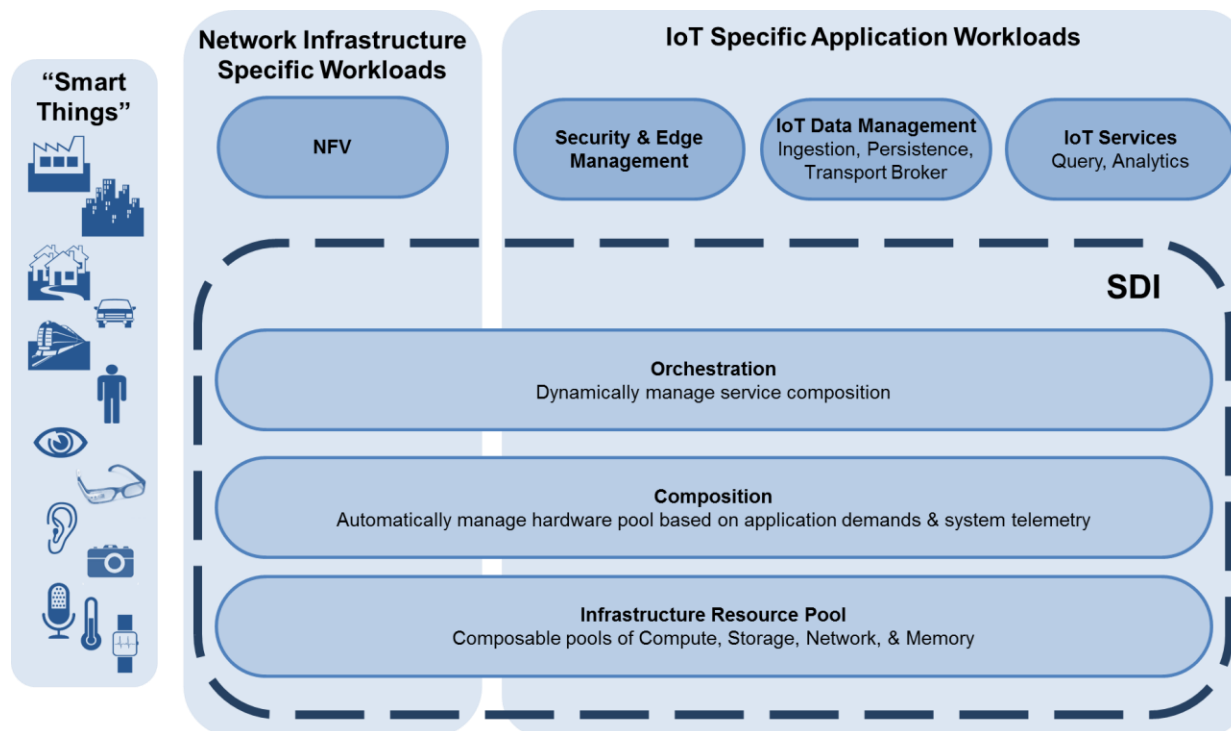 “Smart
Things”
Network Infrastructure
Specific Workloads
NFV
IoT Specific Application Workloads
Security & Edge
Management
IoT Data Management
Ingestion, Persistence,
Transport Broker
IoT Services
Query, Analytics
SDI
Orchestration
Dynamically manage service composition
Composition
Automatically manage hardware pool based on application demands & system telemetry
Infrastructure Resource Pool
Composable pools of Compute, Storage, Network, & Memory